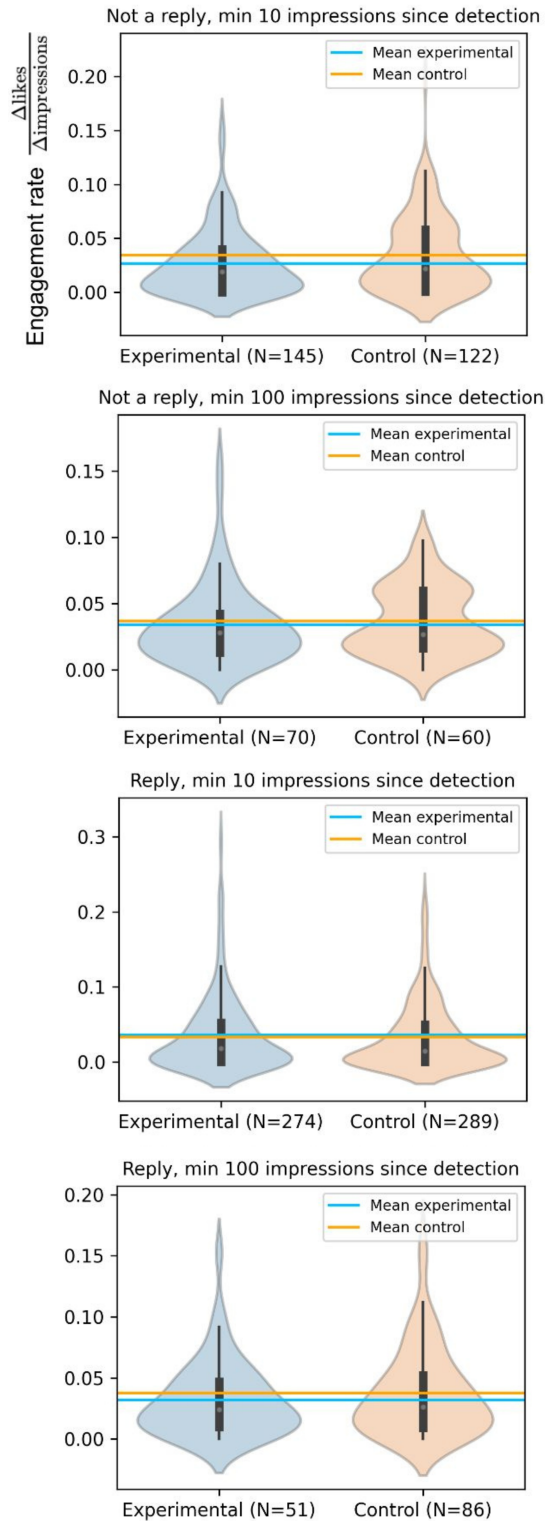 Not a reply, min 10 impressions since detection
Engagement rate Δlikes / Δimpressions
0.20
0.15
0.10
0.05
0.00
Mean experimental
Mean control
Experimental (N=145) Control (N=122)
Not a reply, min 100 impressions since detection
0.15
0.10
0.05
0.00
Mean experimental
Mean control
Experimental (N=70) Control (N=60)
Reply, min 10 impressions since detection
0.3
0.2
0.1
0.0
Mean experimental
Mean control
Experimental (N=274) Control (N=289)
Reply, min 100 impressions since detection
0.20
0.15
0.10
0.05
0.00
Mean experimental
Mean control
Experimental (N=51) Control (N=86)